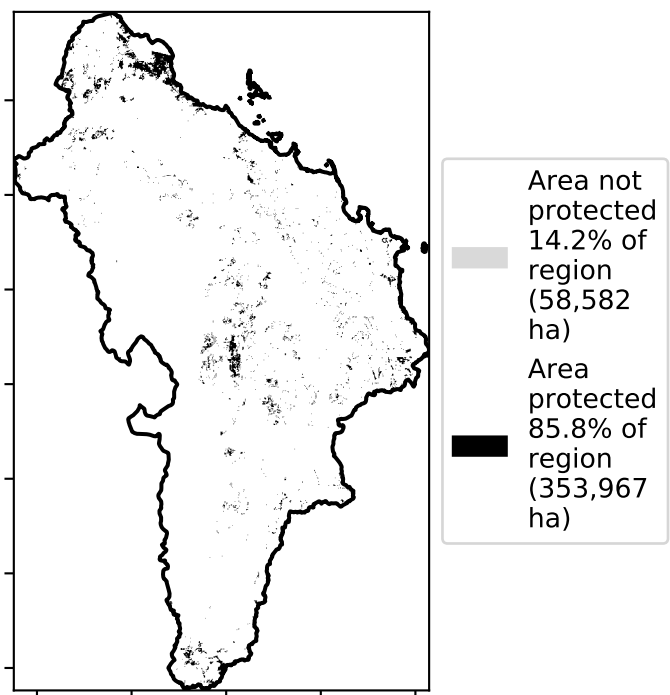 Area not
protected
14.2% of
region
(58,582
ha)
Area
protected
85.8% of
region
(353,967
ha)